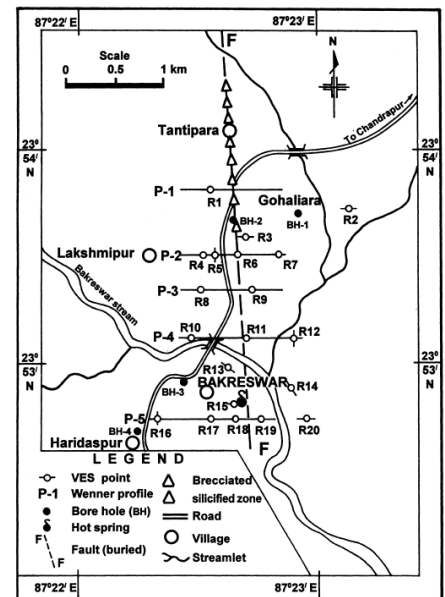 87°22′ E 87°23′ E
Scale
0 0.5 1 km
F
N
Tantipara
To Chandrapur
23°
54′
N
23°
54′
N
P-1 R1
Gohaliara
BH-2 BH-1 R2
R3
Lakshmipur P-2 R4 R5 R6 R7
P-3 R8 R9
Bakreswar stream
P-4 R10 R11 R12
23°
53′
N
23°
53′
N
R13
BAKRESWAR
BH-3 R14
R15
P-5 R16 R17 R18 R19 R20
BH-4
Haridaspur F
LEGEND
VES point
P-1 Wenner profile
Bore hole (BH)
Hot spring
F F Fault (buried)
Brecciated
silicified zone
Road
Village
Streamlet
87°22′ E 87°23′ E